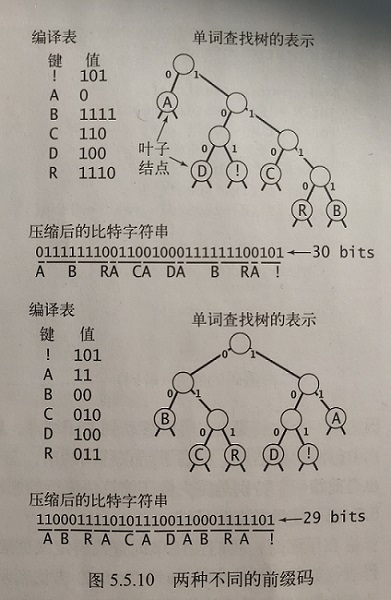 编译表
键 值
! 101
A 0
B 1111
C 110
D 100
R 1110
单词查找树的表示
0 1
A
0 1
0 1 0 1
叶子
结点
D ! C
0 1
R B
压缩后的比特字符串
011111110011001000111111100101 30 bits
A B RA CA DA B RA !
编译表
键 值
! 101
A 11
B 00
C 010
D 100
R 011
单词查找树的表示
0 1
0 1 0 1
B A
0 1 0 1
C R D !
压缩后的比特字符串
11000111101011100110001111101 29 bits
A B R A C A D A B R A !
图 5.5.10 两种不同的前缀码